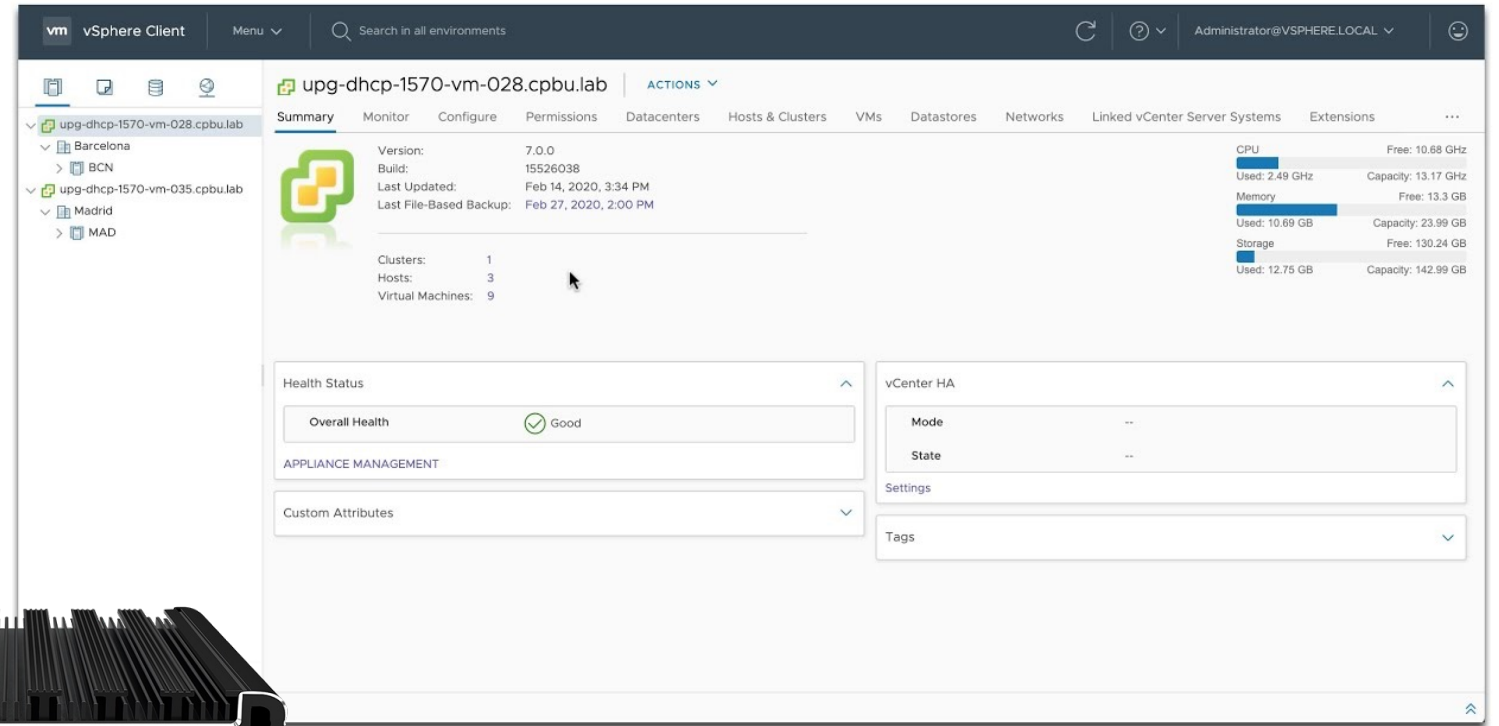 vm vSphere Client Menu Search in all environments Administrator@VSPHERE.LOCAL
upg-dhcp-1570-vm-028.cpbu.lab ACTIONS
Summary Monitor Configure Permissions Datacenters Hosts & Clusters VMs Datastores Networks Linked vCenter Server Systems Extensions ...
upg-dhcp-1570-vm-028.cpbu.lab
Barcelona
BCN
upg-dhcp-1570-vm-035.cpbu.lab
Madrid
MAD
Version: 7.0.0
Build: 15526038
Last Updated: Feb 14, 2020, 3:34 PM
Last File-Based Backup: Feb 27, 2020, 2:00 PM
Clusters: 1
Hosts: 3
Virtual Machines: 9
CPU Free: 10.68 GHz
Used: 2.49 GHz Capacity: 13.17 GHz
Memory Free: 13.3 GB
Used: 10.69 GB Capacity: 23.99 GB
Storage Free: 130.24 GB
Used: 12.75 GB Capacity: 142.99 GB
Health Status
Overall Health Good
APPLIANCE MANAGEMENT
Custom Attributes
vCenter HA
Mode --
State --
Settings
Tags